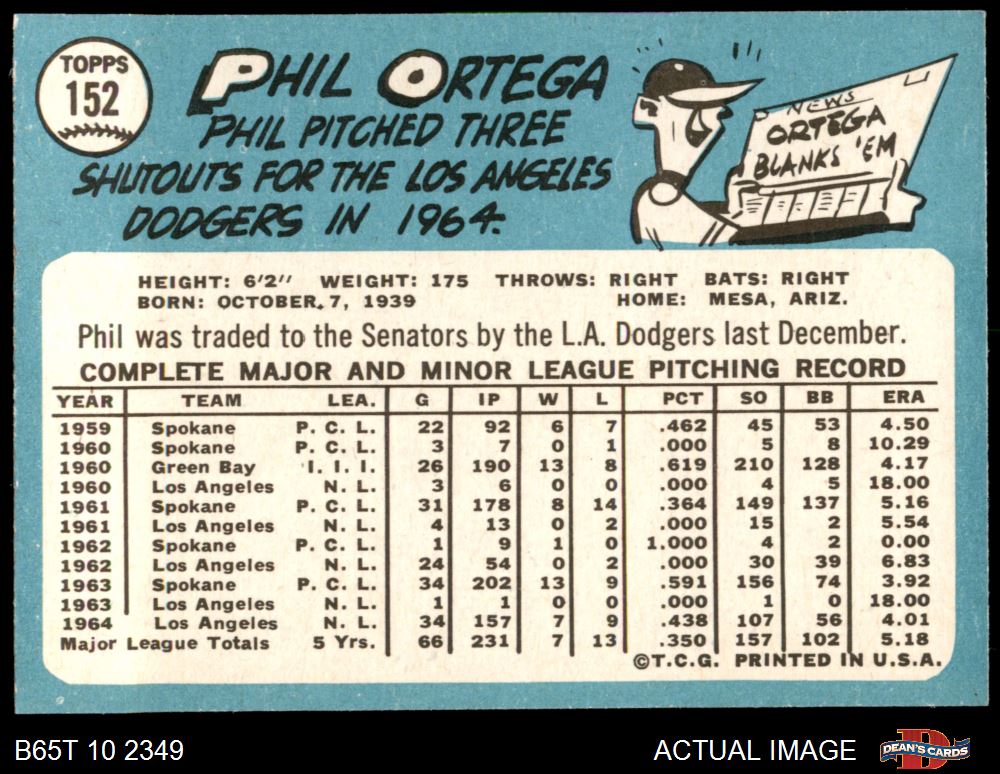 TOPPS
152
PHIL ORTEGA
PHIL PITCHED THREE
SHUTOUTS FOR THE LOS ANGELES
DODGERS IN 1964.
NEWS
ORTEGA
BLANKS 'EM
HEIGHT: 6'2" WEIGHT: 175 THROWS: RIGHT BATS: RIGHT
BORN: OCTOBER 7, 1939 HOME: MESA, ARIZ.
Phil was traded to the Senators by the L.A. Dodgers last December.
COMPLETE MAJOR AND MINOR LEAGUE PITCHING RECORD
YEAR TEAM LEA. G IP W L PCT SO BB ERA
1959 Spokane P. C. L. 22 92 6 7 .462 45 53 4.50
1960 Spokane P. C. L. 3 7 0 1 .000 5 8 10.29
1960 Green Bay I. I. I. 26 190 13 8 .619 210 128 4.17
1960 Los Angeles N. L. 3 6 0 0 .000 4 5 18.00
1961 Spokane P. C. L. 31 178 8 14 .364 149 137 5.16
1961 Los Angeles N. L. 4 13 0 2 .000 15 2 5.54
1962 Spokane P. C. L. 1 9 1 0 1.000 4 2 0.00
1962 Los Angeles N. L. 24 54 0 2 .000 30 39 6.83
1963 Spokane P. C. L. 34 202 13 9 .591 156 74 3.92
1963 Los Angeles N. L. 1 1 0 0 .000 1 0 18.00
1964 Los Angeles N. L. 34 157 7 9 .438 107 56 4.01
Major League Totals 5 Yrs. 66 231 7 13 .350 157 102 5.18
©T.C.G. PRINTED IN U.S.A.
B65T 10 2349 ACTUAL IMAGE DEAN'S CARDS